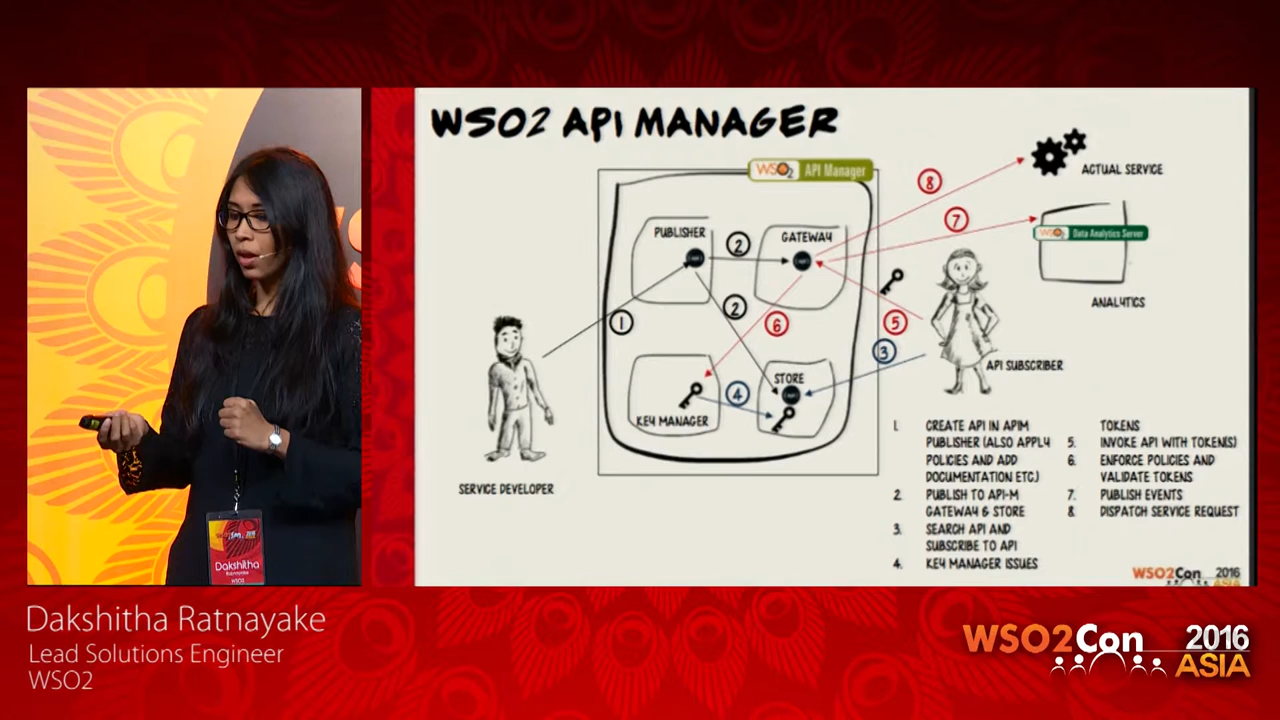 WSO2 API MANAGER
WSO2 API Manager
PUBLISHER
GATEWAY
KEY MANAGER
STORE
SERVICE DEVELOPER
API SUBSCRIBER
ACTUAL SERVICE
WSO2 Data Analytics Server
ANALYTICS
1
2
2
3
4
5
6
7
8
1. CREATE API IN APIM
PUBLISHER (ALSO APPLY
POLICIES AND ADD
DOCUMENTATION ETC)
2. PUBLISH TO API-M
GATEWAY & STORE
3. SEARCH API AND
SUBSCRIBE TO API
4. KEY MANAGER ISSUES
TOKENS
5. INVOKE API WITH TOKEN(S)
6. ENFORCE POLICIES AND
VALIDATE TOKENS
7. PUBLISH EVENTS
8. DISPATCH SERVICE REQUEST
WSO2Con 2016
ASIA
Dakshitha
Ratnayake
WSO2
Dakshitha Ratnayake
Lead Solutions Engineer
WSO2
WSO2Con 2016
ASIA